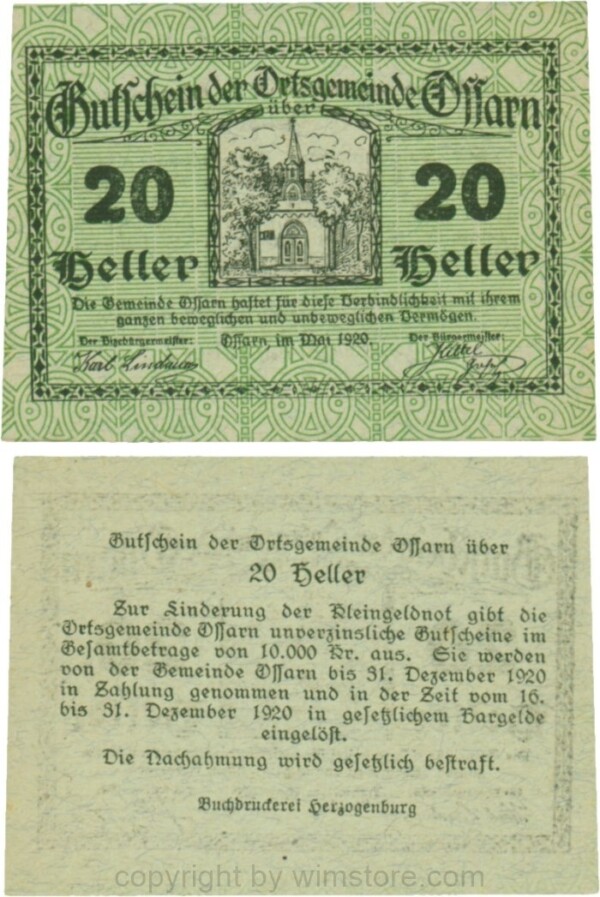 Gutschein der Ortsgemeinde Ossarn
über
20 20
Heller Heller
Die Gemeinde Ossarn haftet für diese Verbindlichkeit mit ihrem
ganzen beweglichen und unbeweglichen Vermögen.
Der Vizebürgermeister: Ossarn, im Mai 1920. Der Bürgermeister:
Karl Lindauer
Gutschein der Ortsgemeinde Ossarn über
20 Heller
Zur Linderung der Kleingeldnot gibt die
Ortsgemeinde Ossarn unverzinsliche Gutscheine im
Gesamtbetrage von 10.000 Kr. aus. Sie werden
von der Gemeinde Ossarn bis 31. Dezember 1920
in Zahlung genommen und in der Zeit vom 16.
bis 31. Dezember 1920 in gesetzlichem Bargelde
eingelöst.
Die Nachahmung wird gesetzlich bestraft.
Buchdruckerei Herzogenburg
copyright by wimstore.com